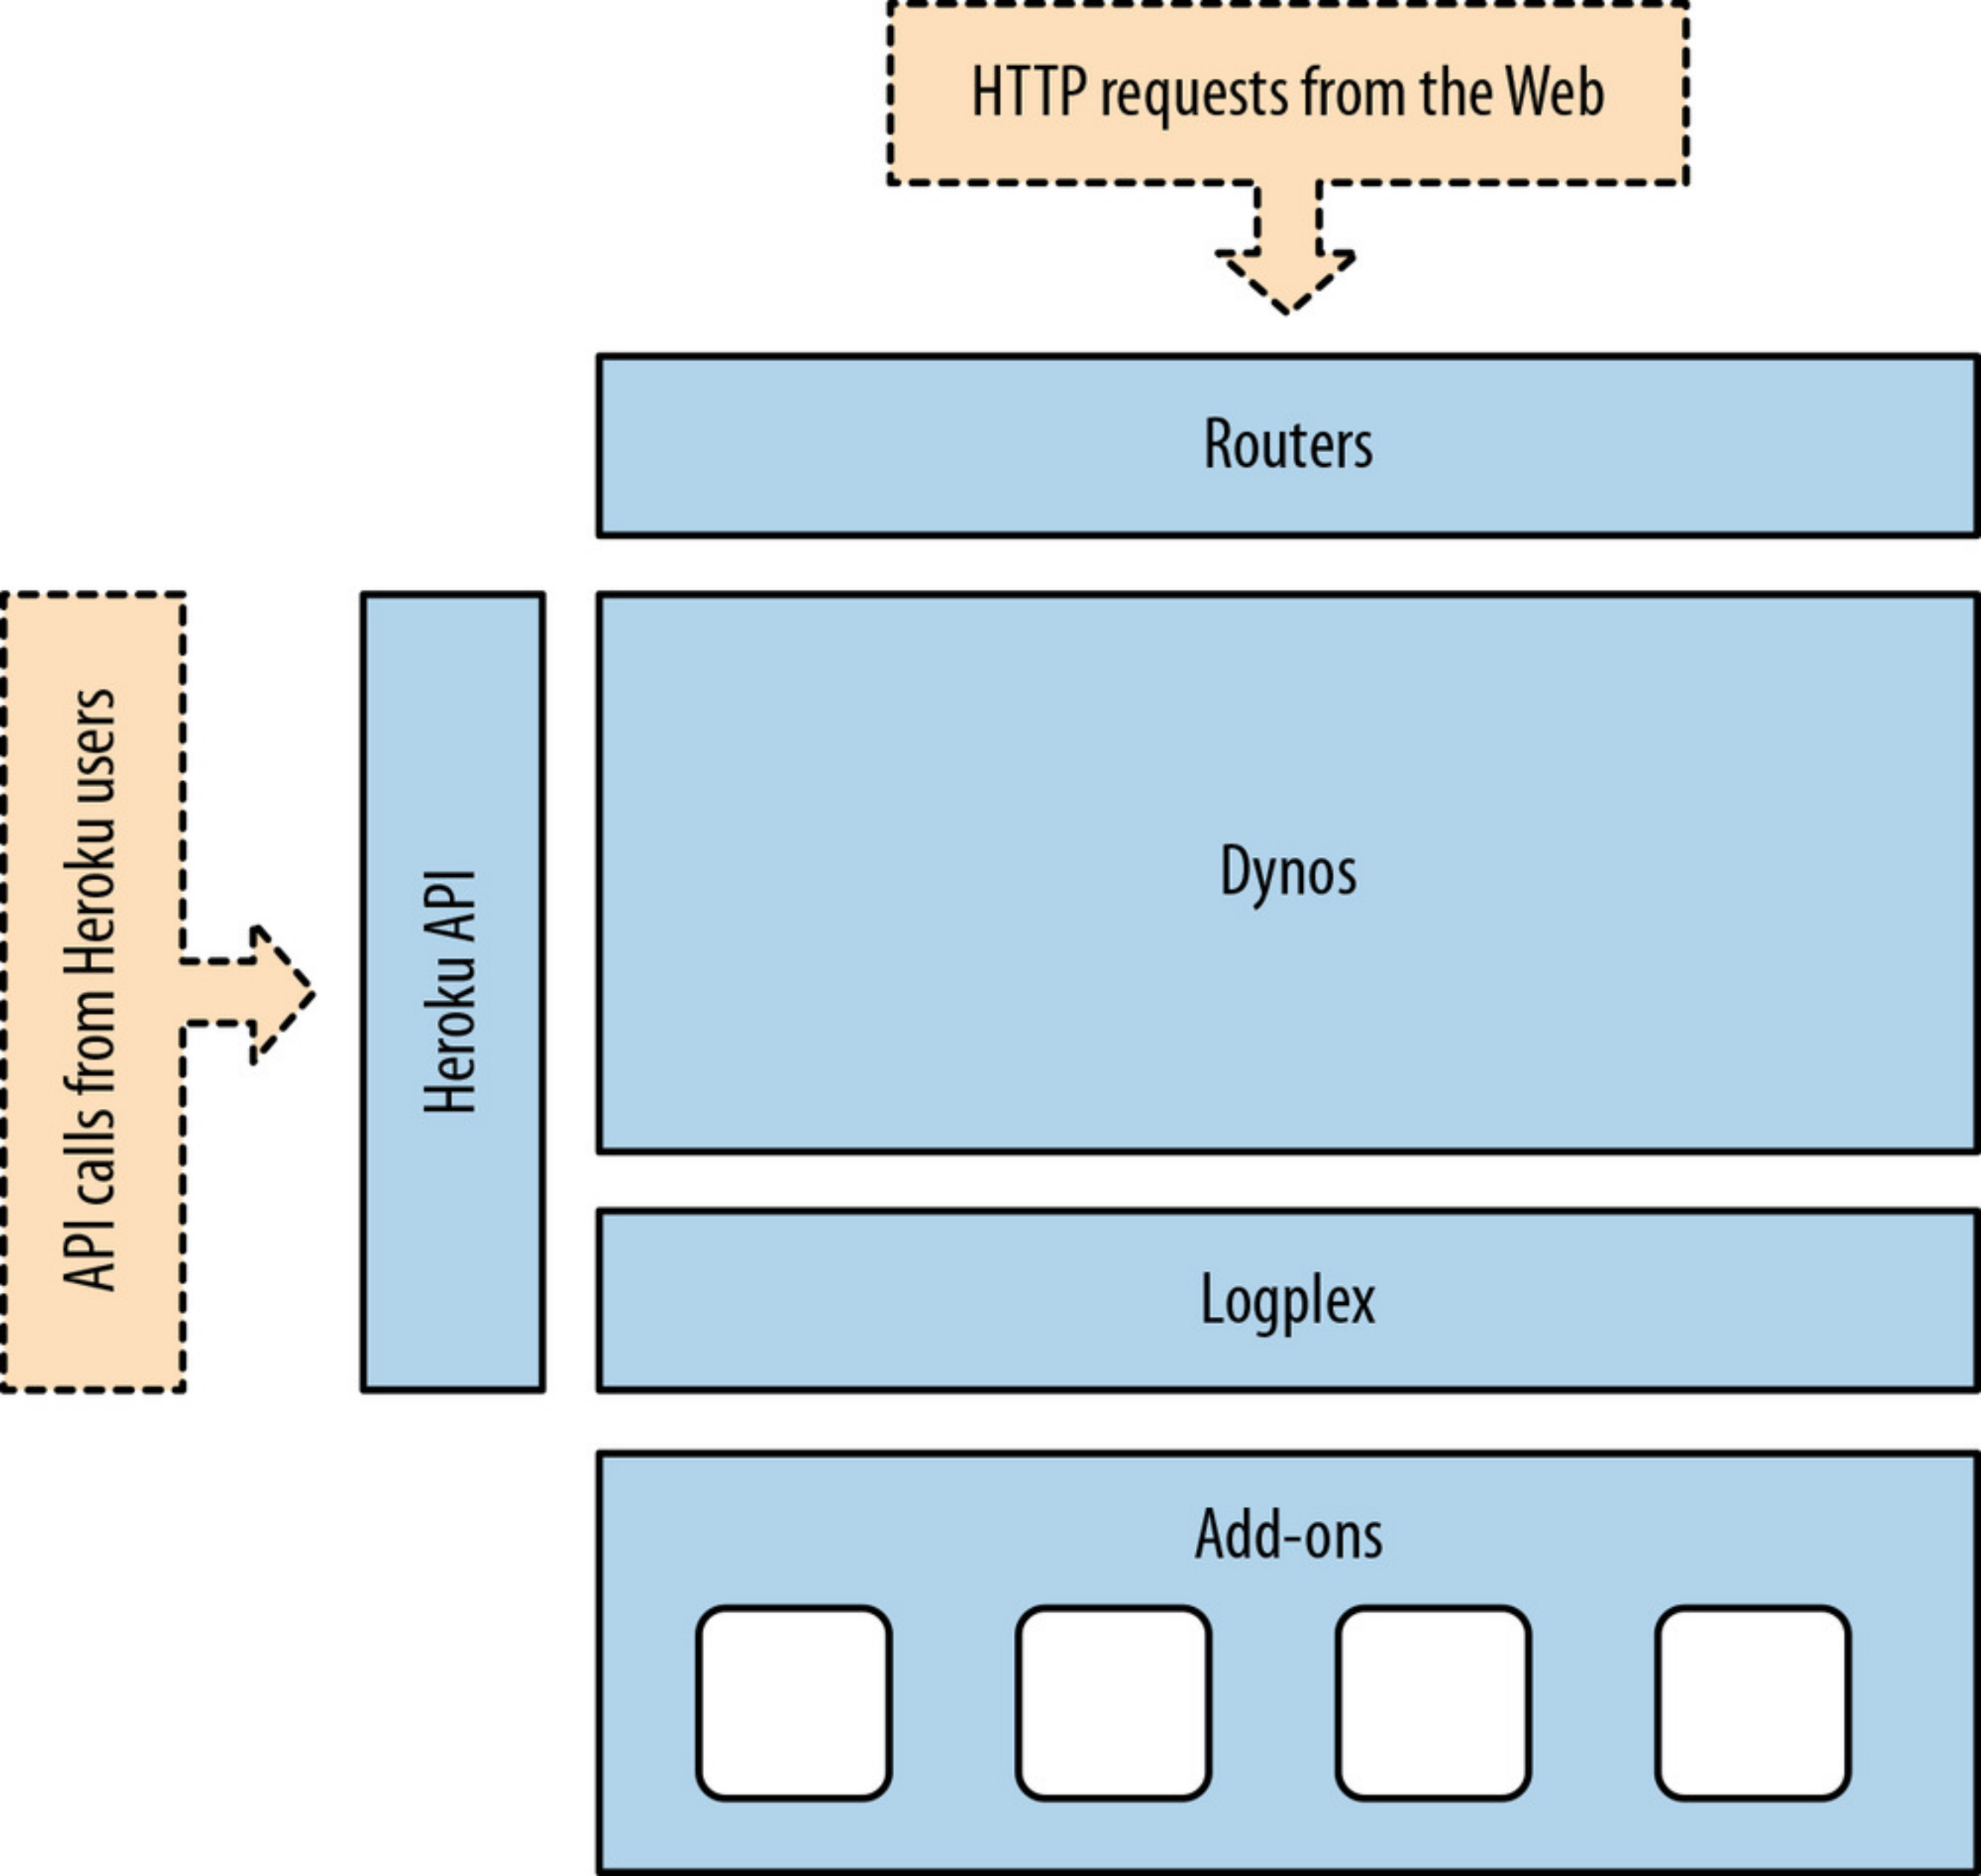 HTTP requests from the Web
Routers
API calls from Heroku users
Heroku API
Dynos
Logplex
Add-ons